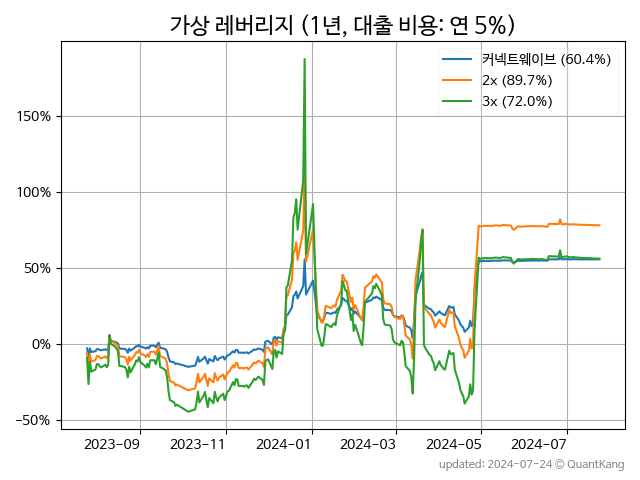 가상 레버리지 (1년, 대출 비용: 연 5%)
커넥트웨이브 (60.4%)
2x (89.7%)
3x (72.0%)
150%
100%
50%
0%
−50%
2023-09 2023-11 2024-01 2024-03 2024-05 2024-07
updated: 2024-07-24 © QuantKang